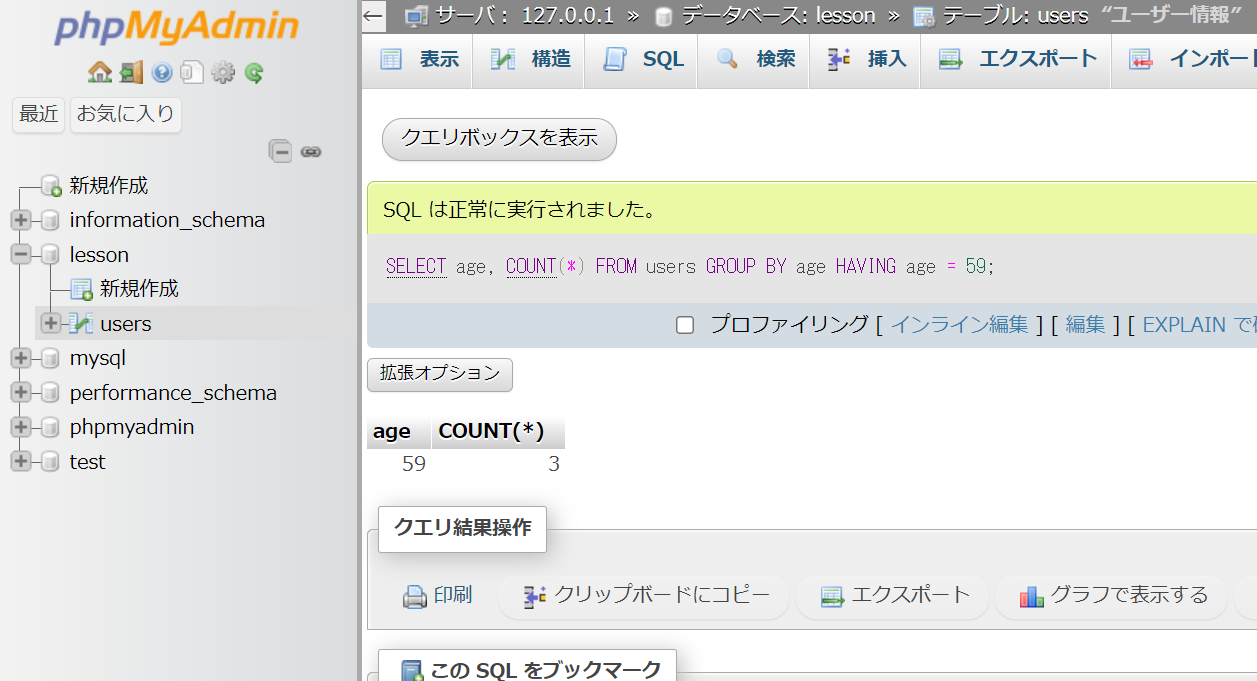 phpMyAdmin
最近 お気に入り
新規作成
information_schema
lesson
新規作成
users
mysql
performance_schema
phpmyadmin
test
サーバ: 127.0.0.1 » データベース: lesson » テーブル: users “ユーザー情報”
表示 構造 SQL 検索 挿入 エクスポート インポート
クエリボックスを表示
SQL は正常に実行されました。
SELECT age, COUNT(*) FROM users GROUP BY age HAVING age = 59;
プロファイリング [ インライン編集 ] [ 編集 ] [ EXPLAIN で
拡張オプション
age COUNT(*)
59 3
クエリ結果操作
印刷 クリップボードにコピー エクスポート グラフで表示する
この SQL をブックマーク